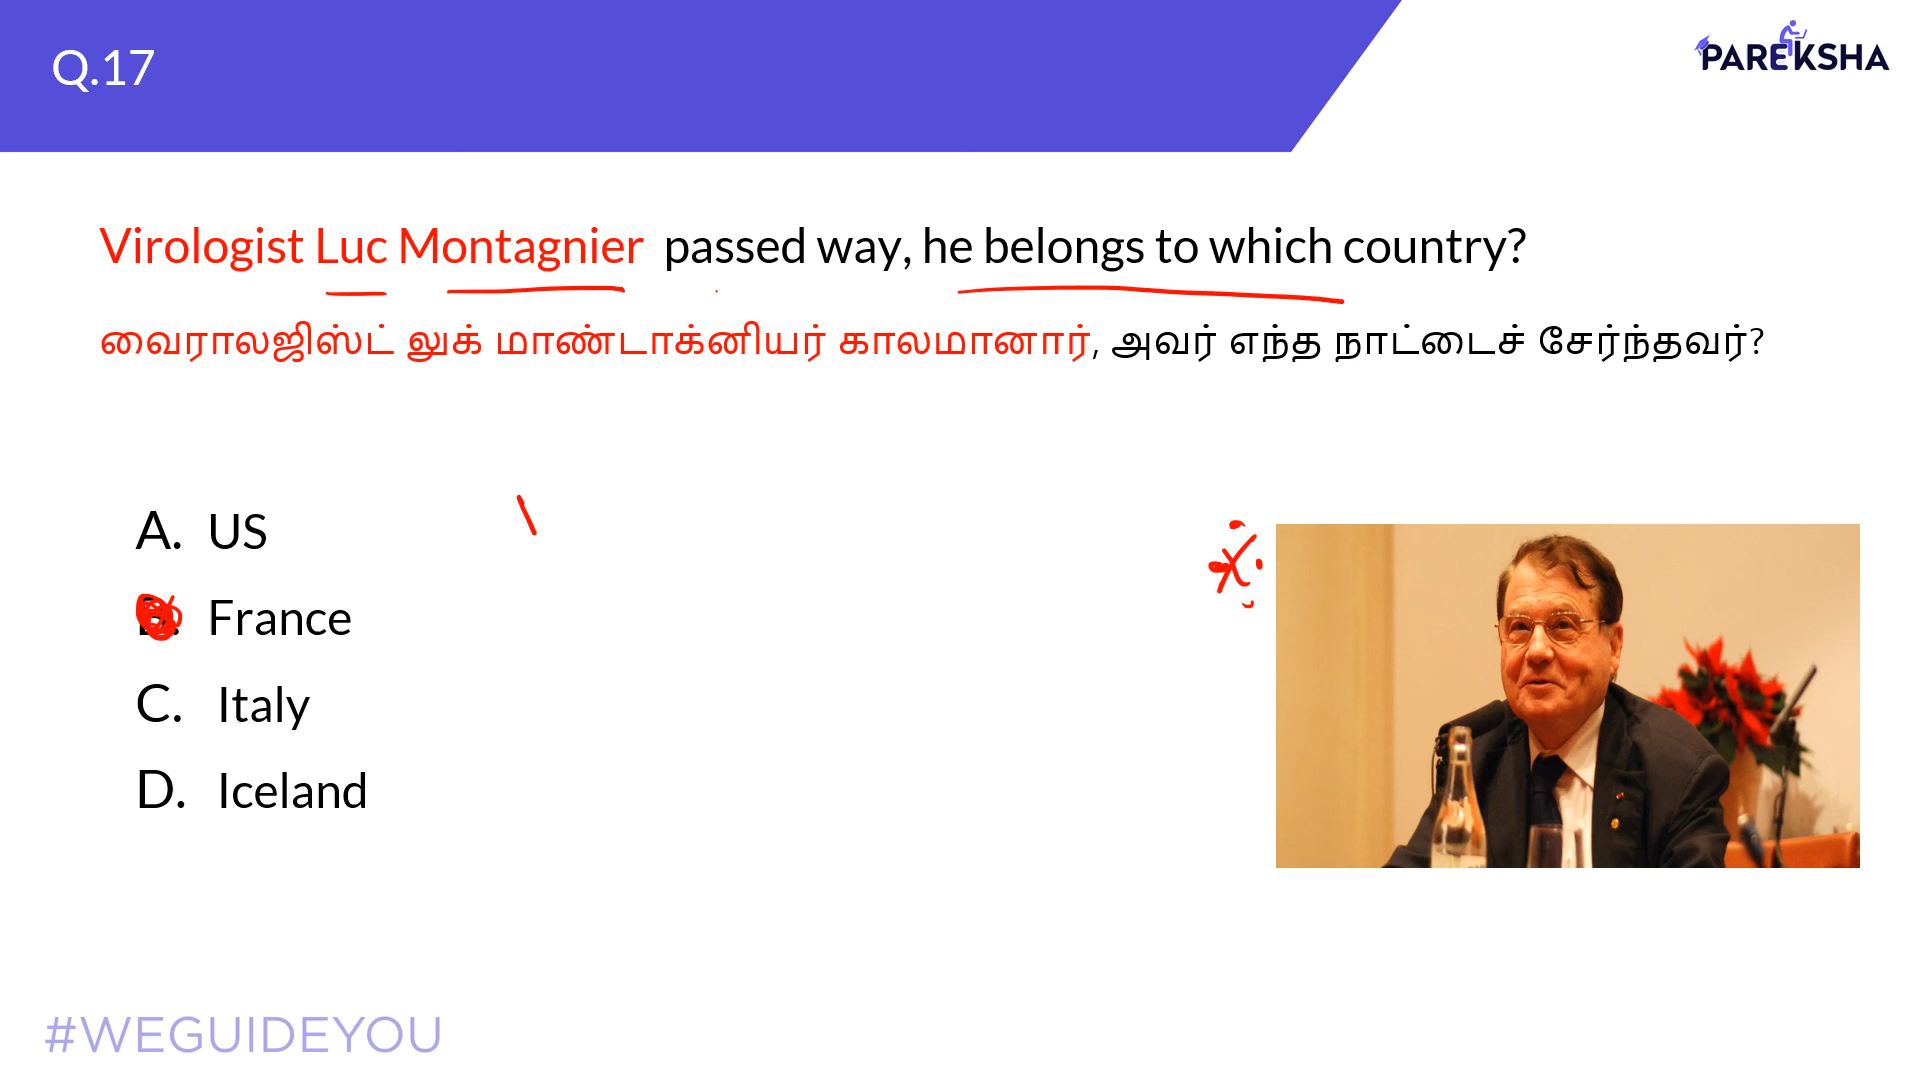 Q.17
PAREKSHA
Virologist Luc Montagnier passed way, he belongs to which country?
வைராலஜிஸ்ட் லுக் மாண்டாக்னியர் காலமானார், அவர் எந்த நாட்டைச் சேர்ந்தவர்?
A. US
B. France
C. Italy
D. Iceland
#WEGUIDEYOU